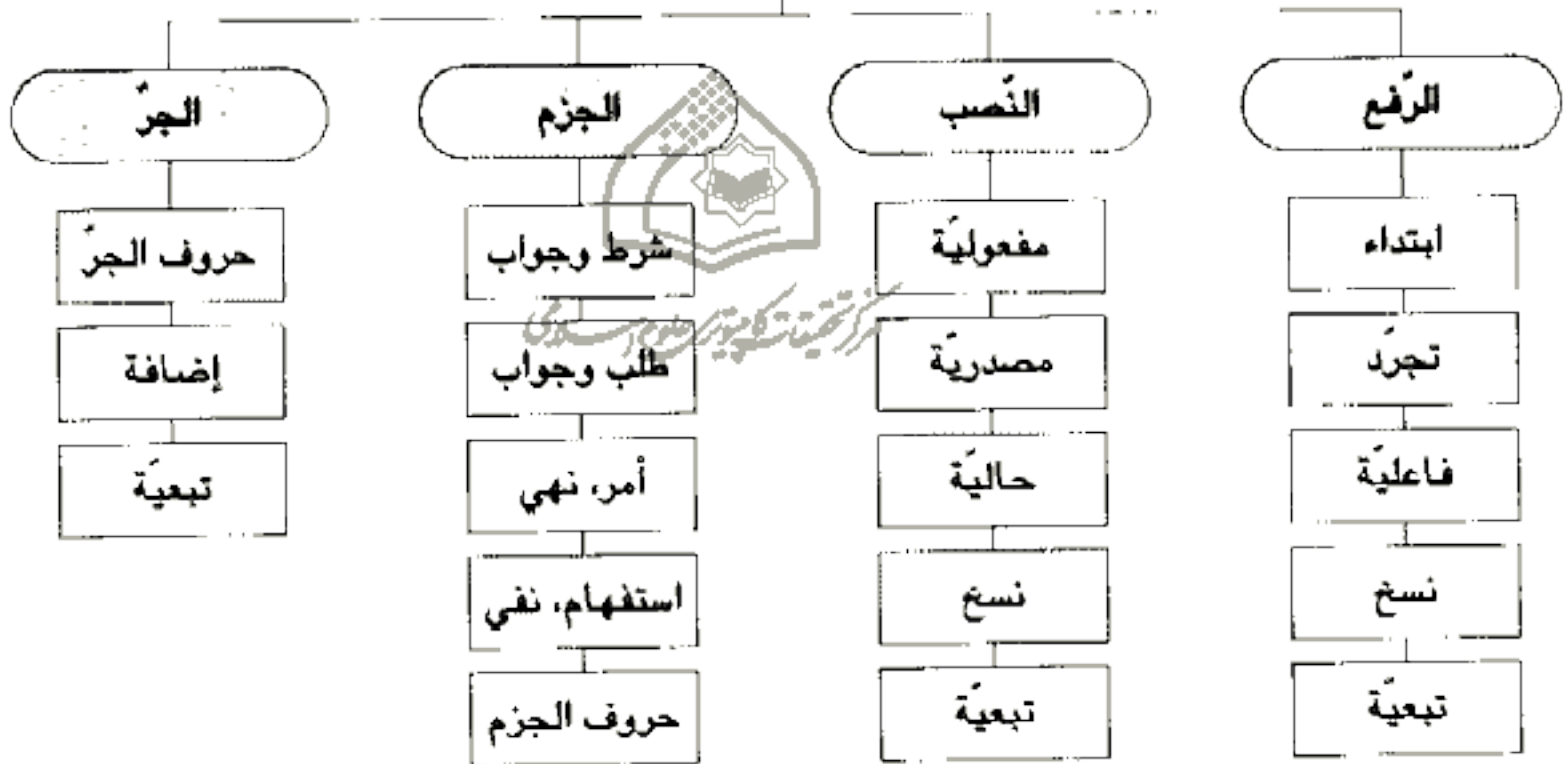 الرّفع
ابتداء
تجرّد
فاعليّة
نسخ
تبعيّة
النّصب
مفعوليّة
مصدريّة
حاليّة
نسخ
تبعيّة
الجزم
شرط وجواب
طلب وجواب
أمر، نهي
استفهام، نفي
حروف الجزم
الجرّ
حروف الجرّ
إضافة
تبعيّة